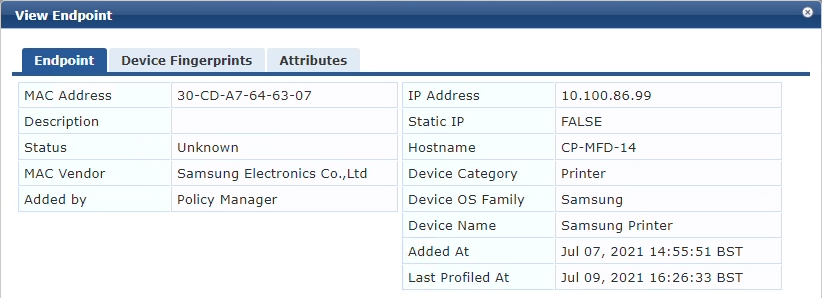 View Endpoint
Endpoint Device Fingerprints Attributes
MAC Address 30-CD-A7-64-63-07 IP Address 10.100.86.99
Description Static IP FALSE
Status Unknown Hostname CP-MFD-14
MAC Vendor Samsung Electronics Co.,Ltd Device Category Printer
Added by Policy Manager Device OS Family Samsung
Device Name Samsung Printer
Added At Jul 07, 2021 14:55:51 BST
Last Profiled At Jul 09, 2021 16:26:33 BST